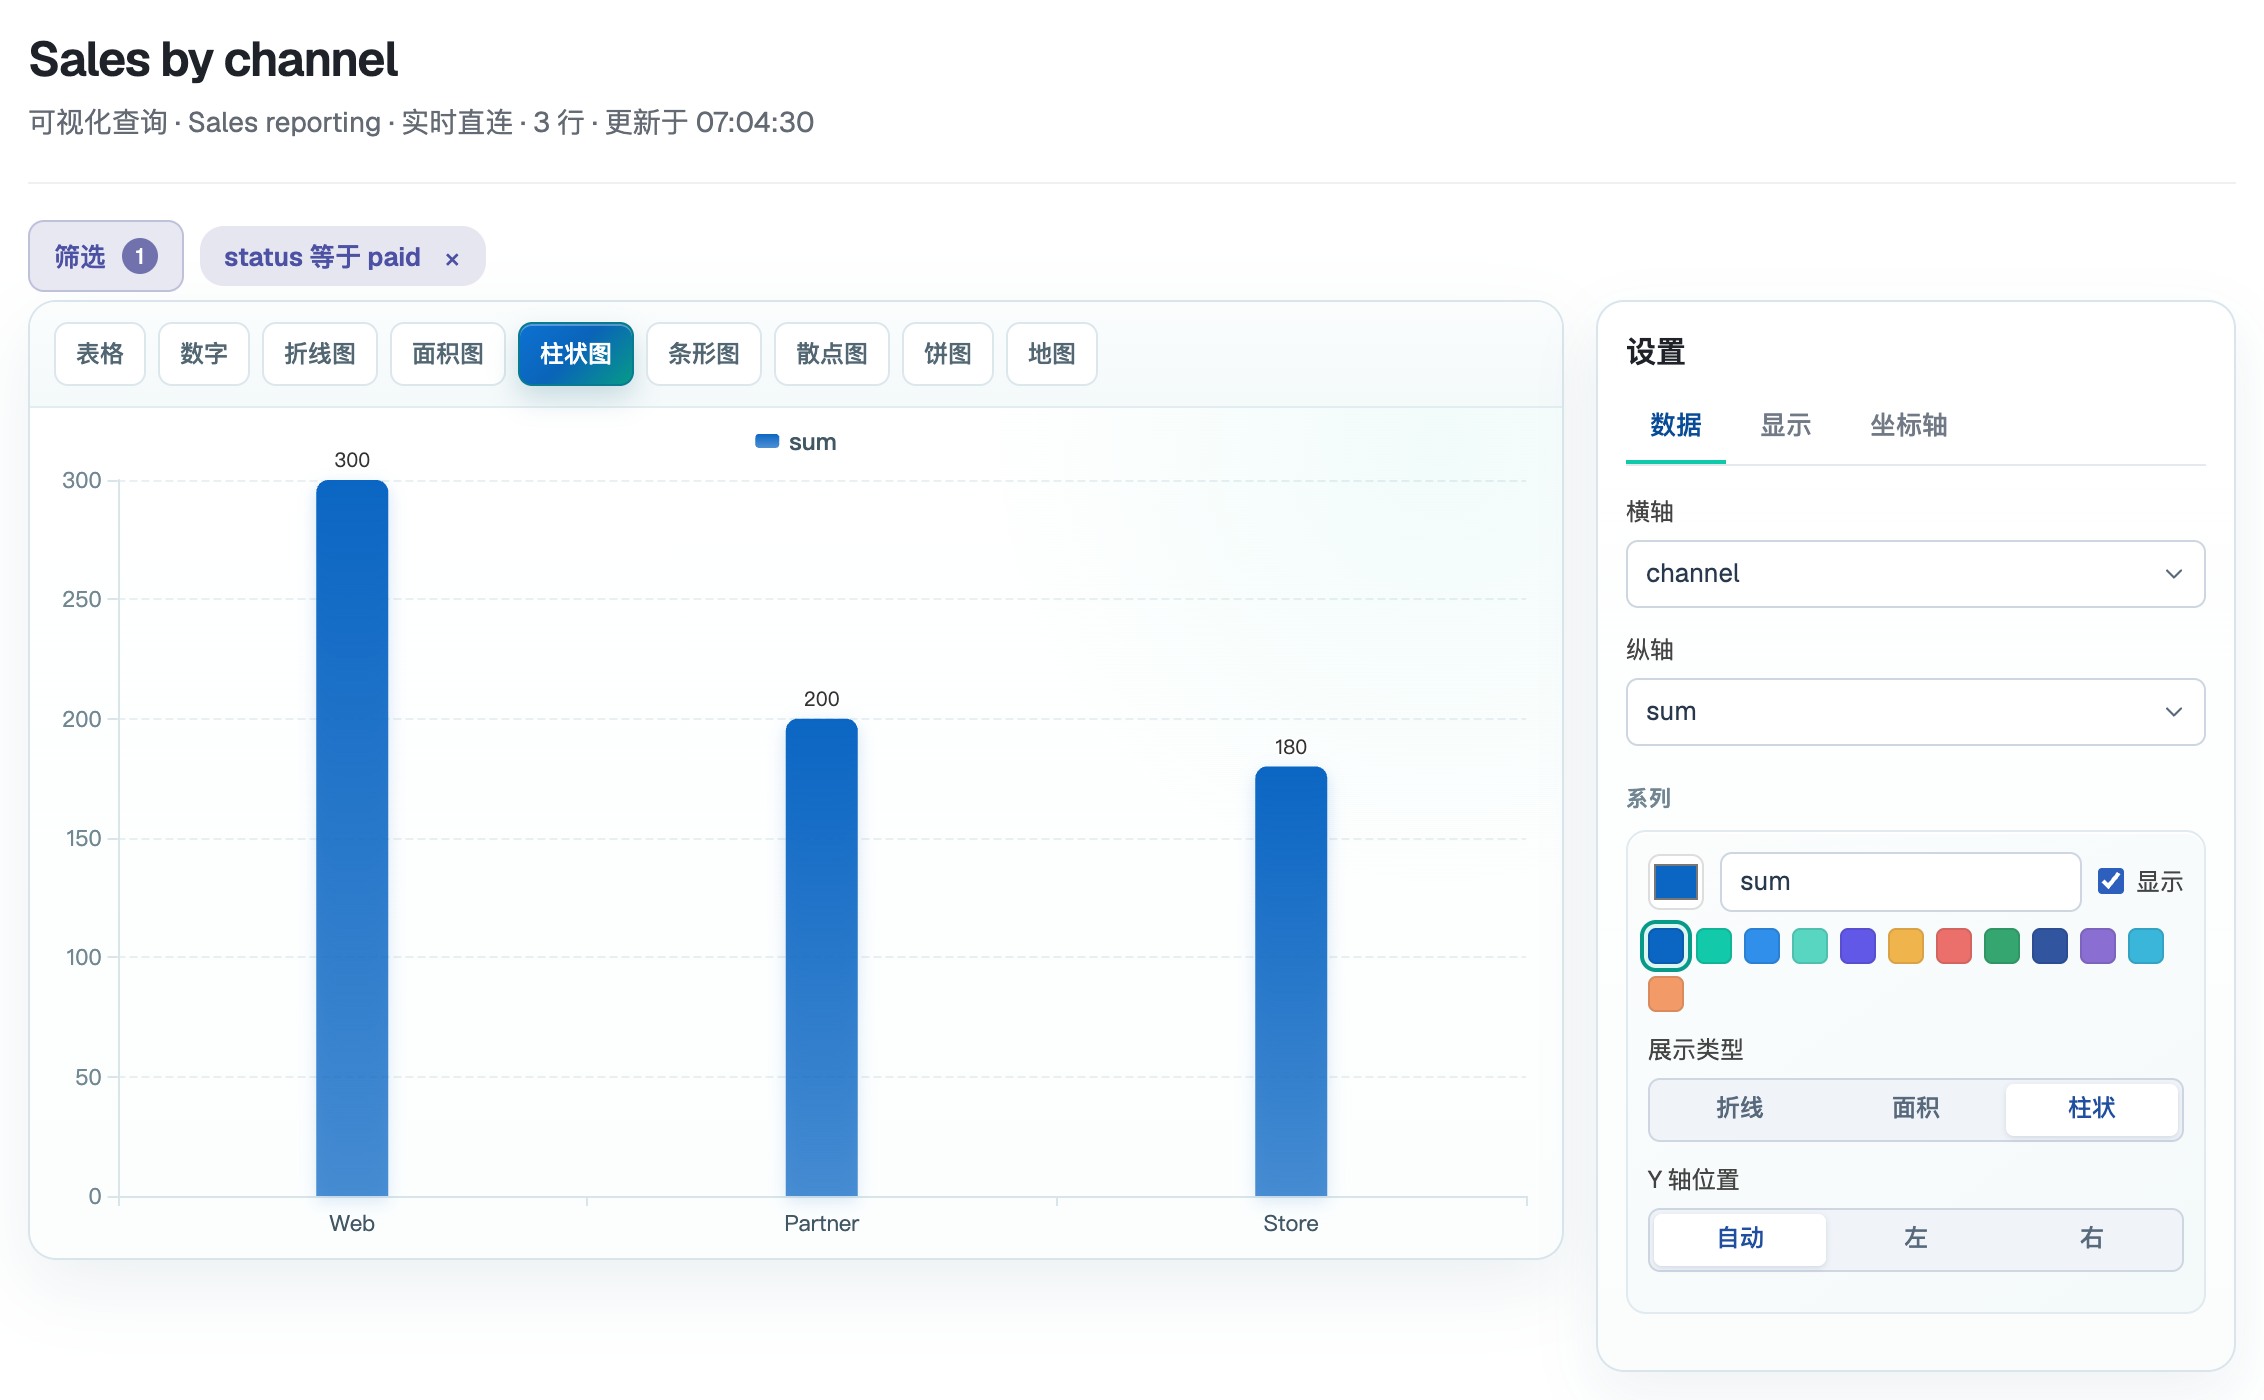 Sales by channel
可视化查询 · Sales reporting · 实时直连 · 3 行 · 更新于 07:04:30
筛选 1 status 等于 paid ×
表格 数字 折线图 面积图 柱状图 条形图 散点图 饼图 地图
sum
300
250
200
150
100
50
0
300
200
180
Web Partner Store
设置
数据 显示 坐标轴
横轴
channel
纵轴
sum
系列
sum 显示
展示类型
折线 面积 柱状
Y 轴位置
自动 左 右